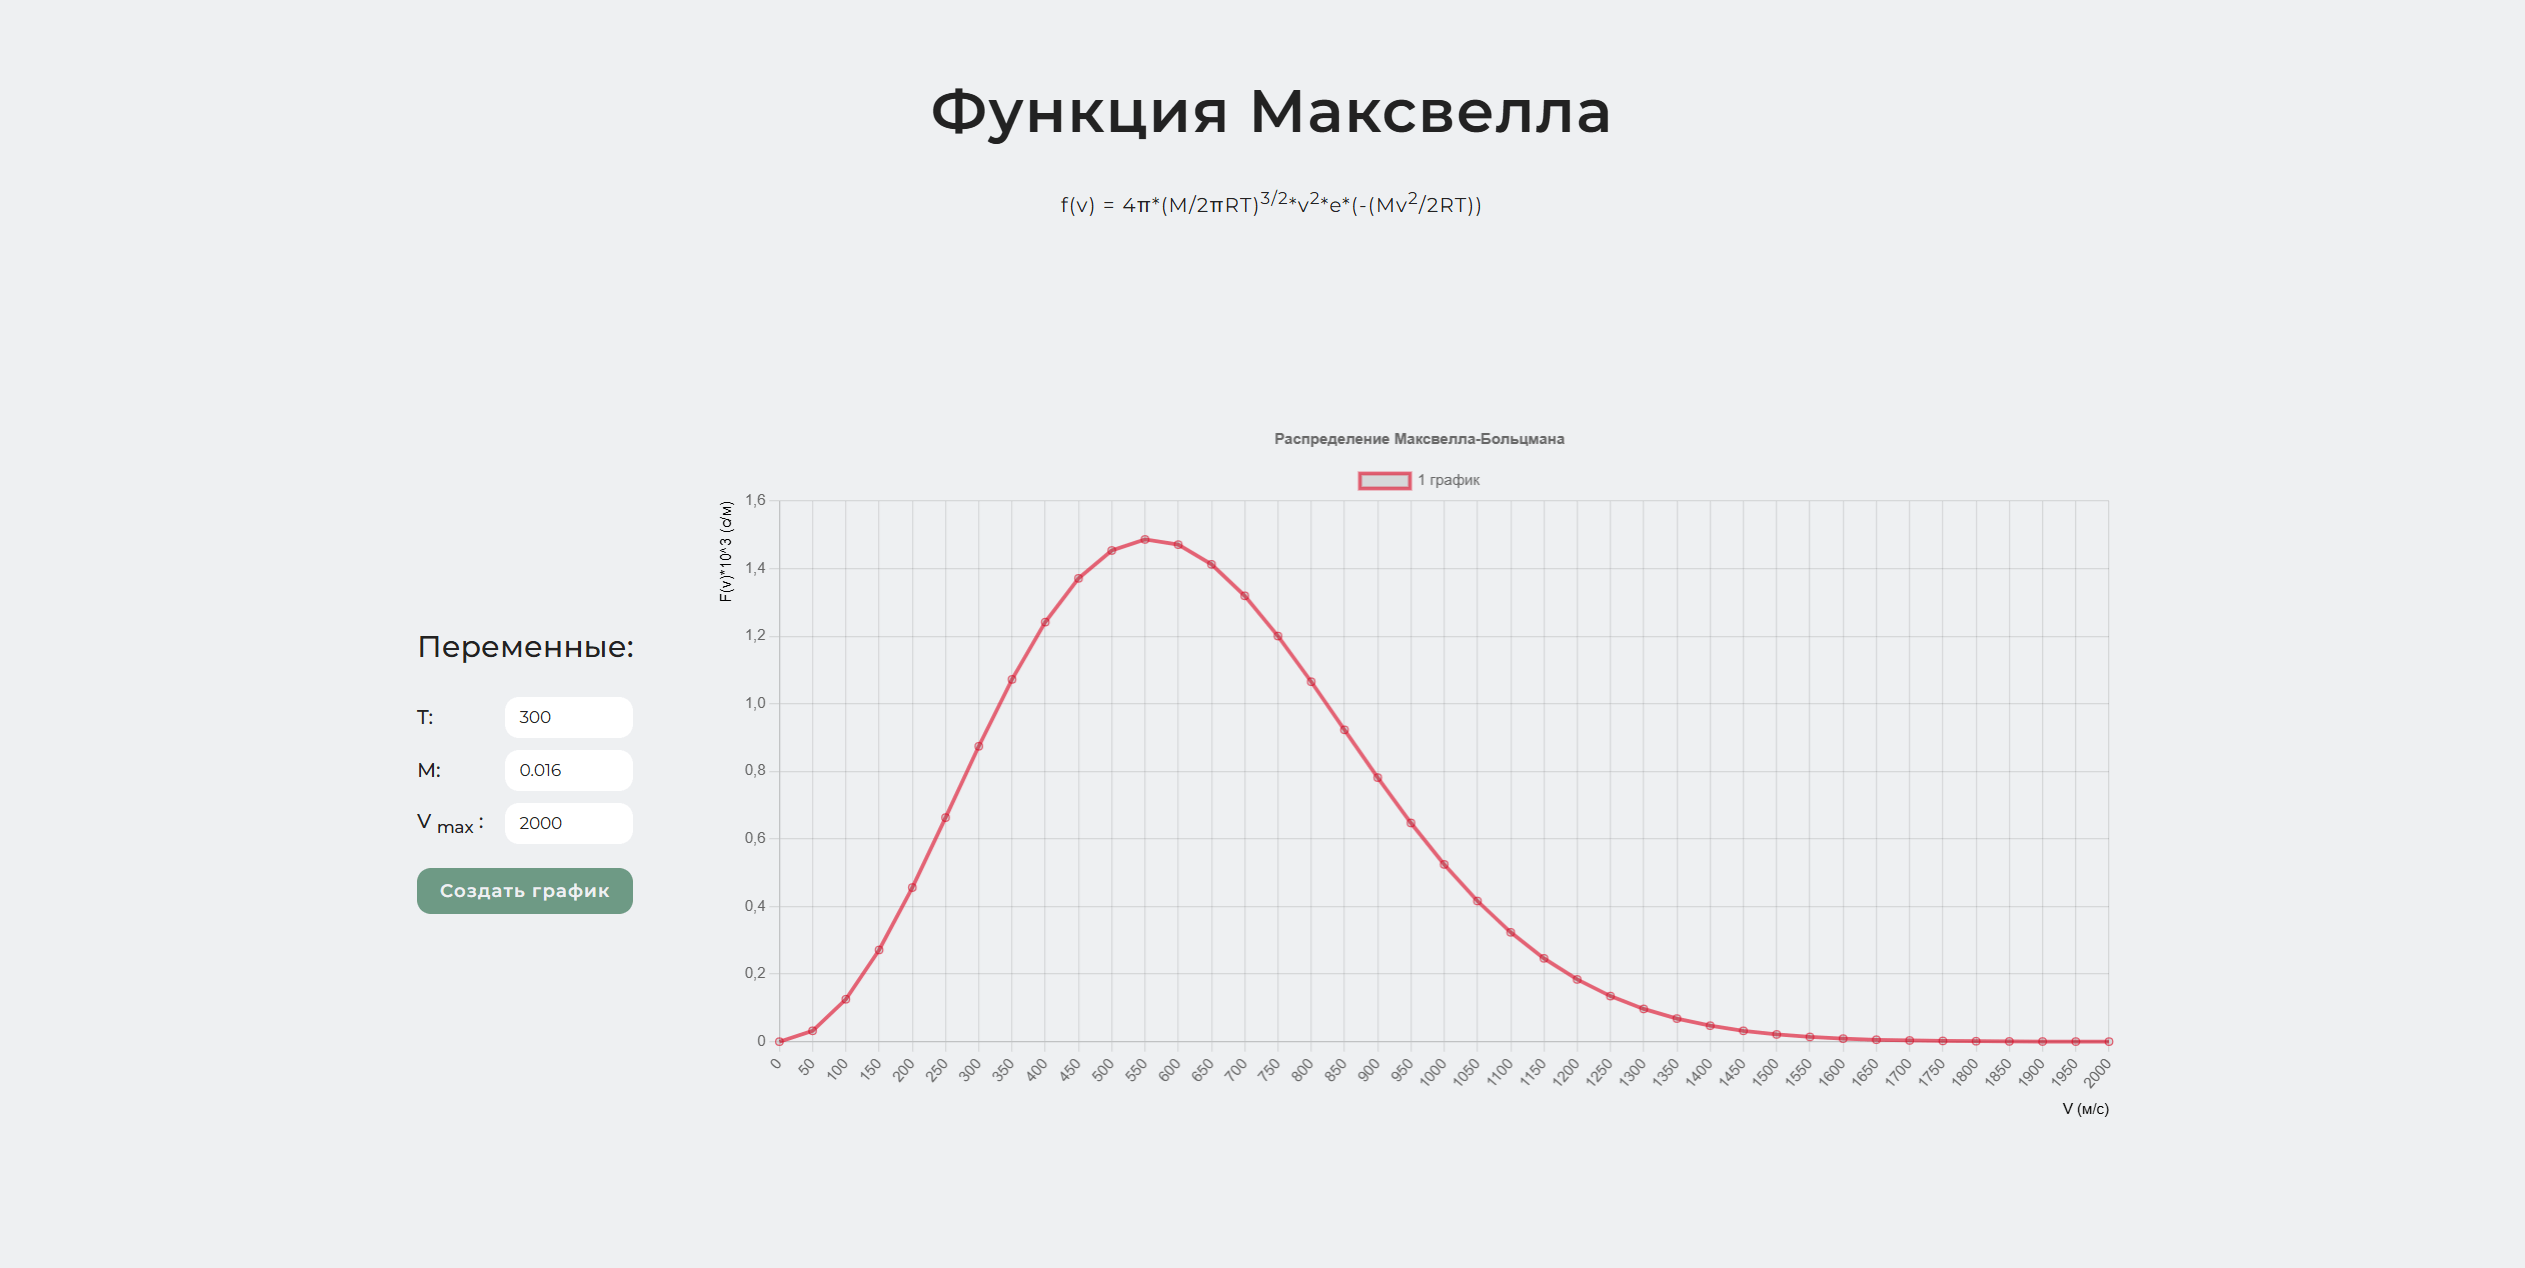 Функция Максвелла
f(v) = 4π*(M/2πRT)3/2*v2*e*(-(Mv2/2RT))
Переменные:
T: 300
M: 0.016
V max : 2000
Создать график
Распределение Максвелла-Больцмана
1 график
F(v)*10^3 (с/м)
1,6
1,4
1,2
1,0
0,8
0,6
0,4
0,2
0
0 50 100 150 200 250 300 350 400 450 500 550 600 650 700 750 800 850 900 950 1000 1050 1100 1150 1200 1250 1300 1350 1400 1450 1500 1550 1600 1650 1700 1750 1800 1850 1900 1950 2000
V (м/с)